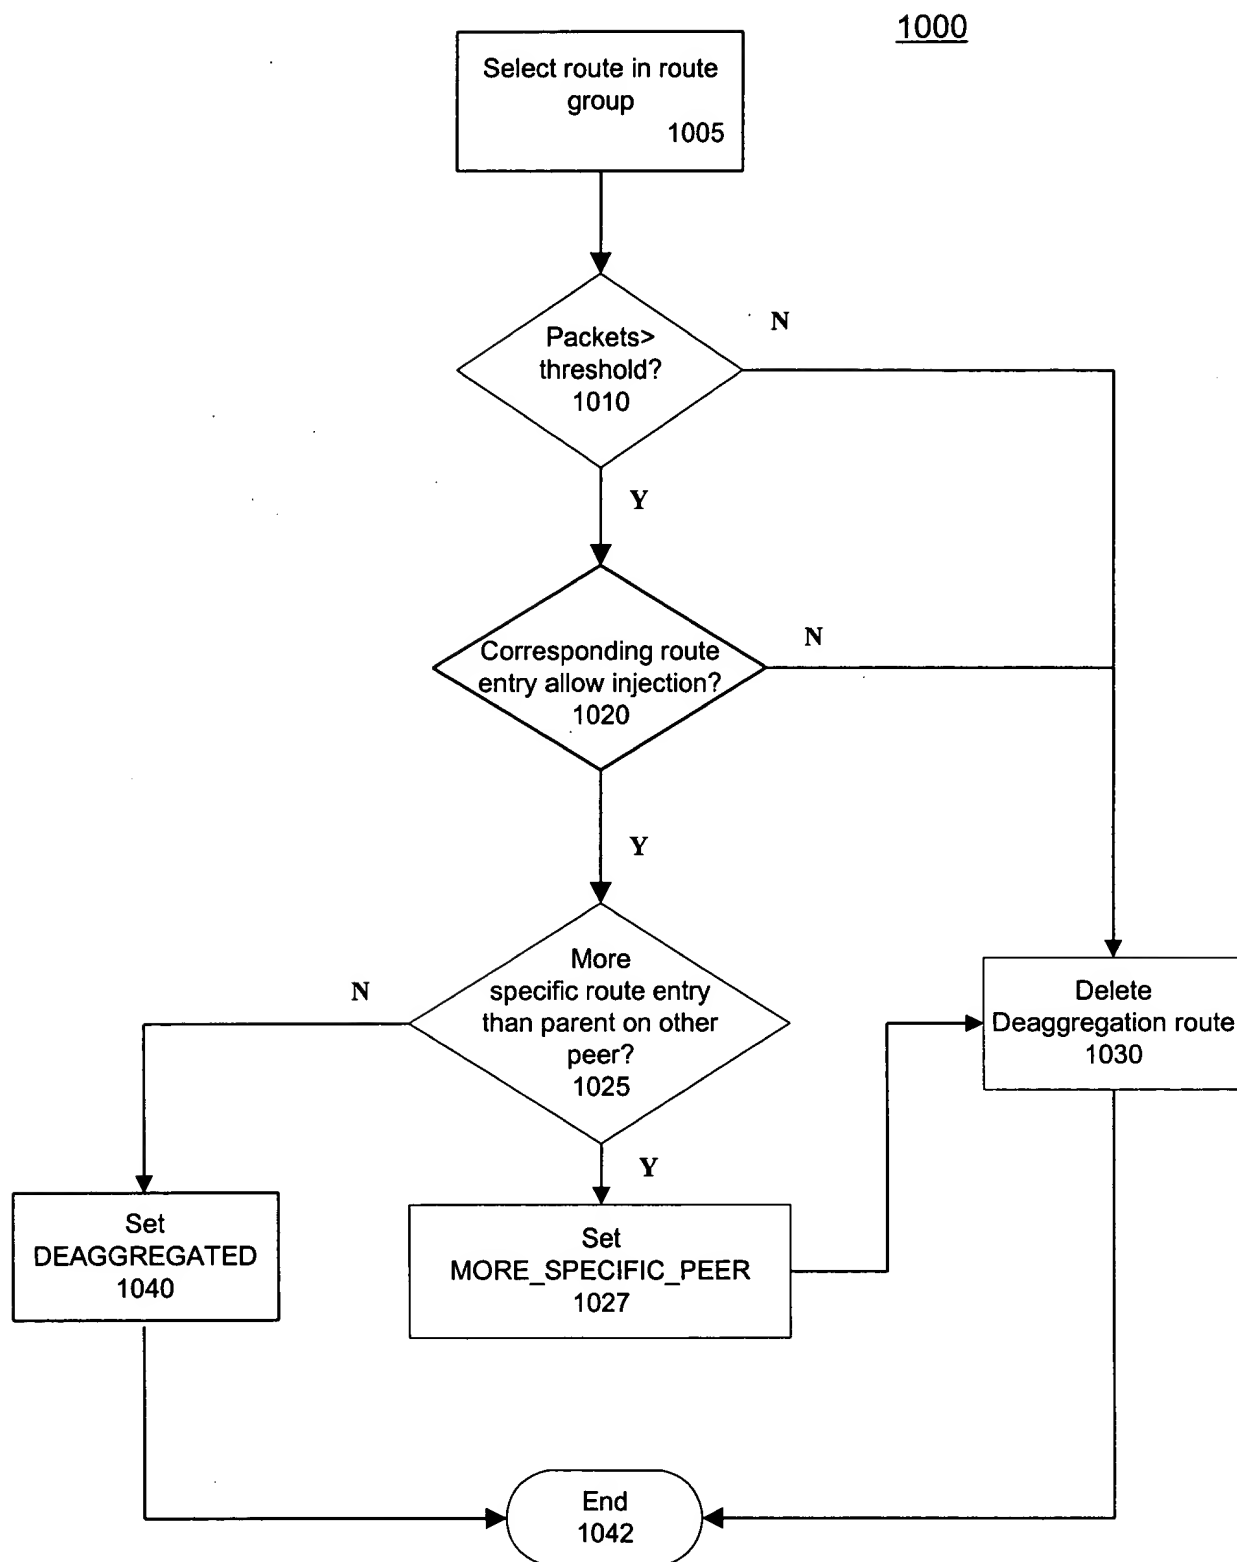 1000
Select route in route
group
1005
Packets>
threshold?
1010
N
Y
Corresponding route
entry allow injection?
1020
N
Y
More
specific route entry
than parent on other
peer?
1025
N
Y
Delete
Deaggregation route
1030
Set
DEAGGREGATED
1040
Set
MORE_SPECIFIC_PEER
1027
End
1042